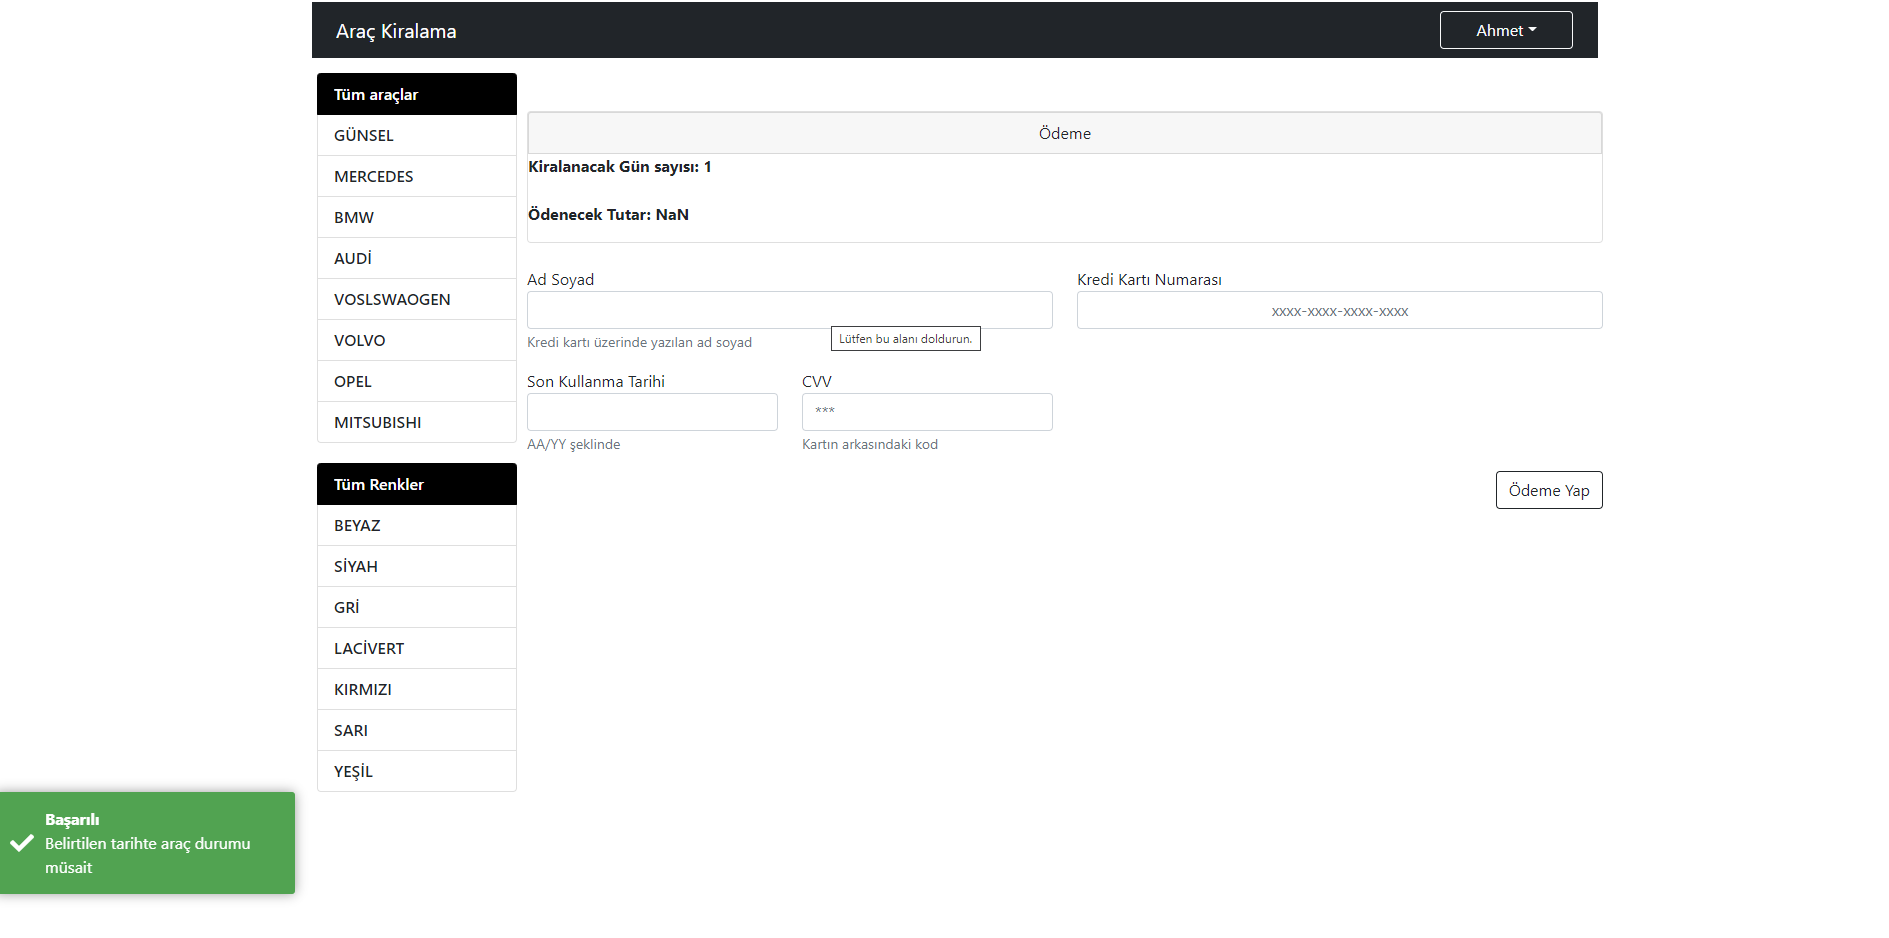 Araç Kiralama
Ahmet
Tüm araçlar
GÜNSEL
MERCEDES
BMW
AUDİ
VOSLSWAOGEN
VOLVO
OPEL
MITSUBISHI
Tüm Renkler
BEYAZ
SİYAH
GRİ
LACİVERT
KIRMIZI
SARI
YEŞİL
Ödeme
Kiralanacak Gün sayısı: 1
Ödenecek Tutar: NaN
Ad Soyad
Kredi kartı üzerinde yazılan ad soyad
Lütfen bu alanı doldurun.
Kredi Kartı Numarası
xxxx-xxxx-xxxx-xxxx
Son Kullanma Tarihi
AA/YY şeklinde
CVV
***
Kartın arkasındaki kod
Ödeme Yap
Başarılı
Belirtilen tarihte araç durumu
müsait